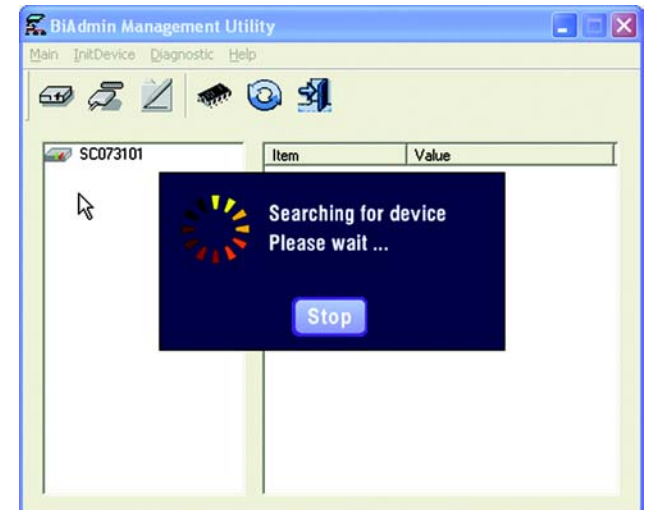 BiAdmin Management Utility
Main InitDevice Diagnostic Help
SC073101
Item Value
Searching for device
Please wait ...
Stop